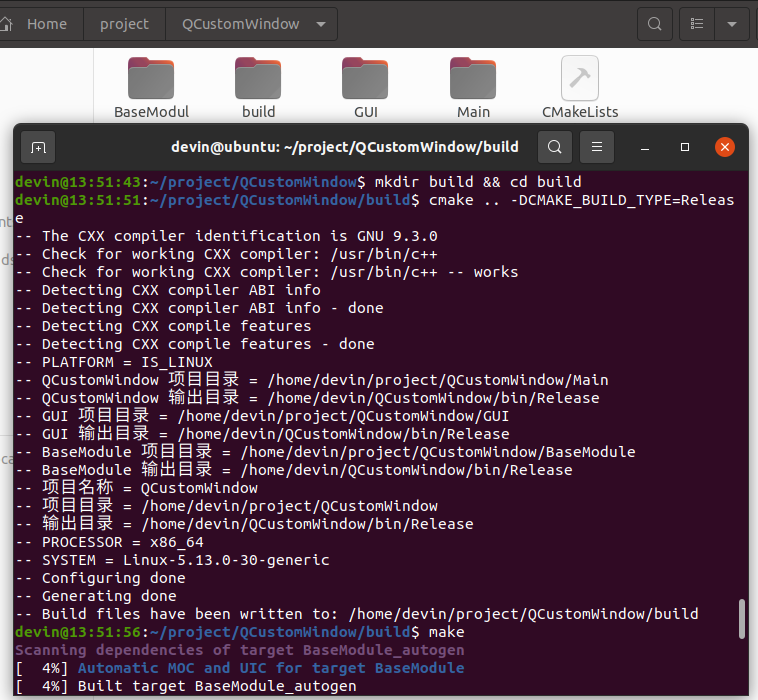 Home project QCustomWindow
BaseModul build GUI Main CMakeLists
devin@ubuntu: ~/project/QCustomWindow/build
devin@13:51:43:~/project/QCustomWindow$ mkdir build && cd build
devin@13:51:51:~/project/QCustomWindow/build$ cmake .. -DCMAKE_BUILD_TYPE=Releas
e
-- The CXX compiler identification is GNU 9.3.0
-- Check for working CXX compiler: /usr/bin/c++
-- Check for working CXX compiler: /usr/bin/c++ -- works
-- Detecting CXX compiler ABI info
-- Detecting CXX compiler ABI info - done
-- Detecting CXX compile features
-- Detecting CXX compile features - done
-- PLATFORM = IS_LINUX
-- QCustomWindow 项目目录 = /home/devin/project/QCustomWindow/Main
-- QCustomWindow 输出目录 = /home/devin/QCustomWindow/bin/Release
-- GUI 项目目录 = /home/devin/project/QCustomWindow/GUI
-- GUI 输出目录 = /home/devin/QCustomWindow/bin/Release
-- BaseModule 项目目录 = /home/devin/project/QCustomWindow/BaseModule
-- BaseModule 输出目录 = /home/devin/QCustomWindow/bin/Release
-- 项目名称 = QCustomWindow
-- 项目目录 = /home/devin/project/QCustomWindow
-- 输出目录 = /home/devin/QCustomWindow/bin/Release
-- PROCESSOR = x86_64
-- SYSTEM = Linux-5.13.0-30-generic
-- Configuring done
-- Generating done
-- Build files have been written to: /home/devin/project/QCustomWindow/build
devin@13:51:56:~/project/QCustomWindow/build$ make
Scanning dependencies of target BaseModule_autogen
[  4%] Automatic MOC and UIC for target BaseModule
[  4%] Built target BaseModule_autogen